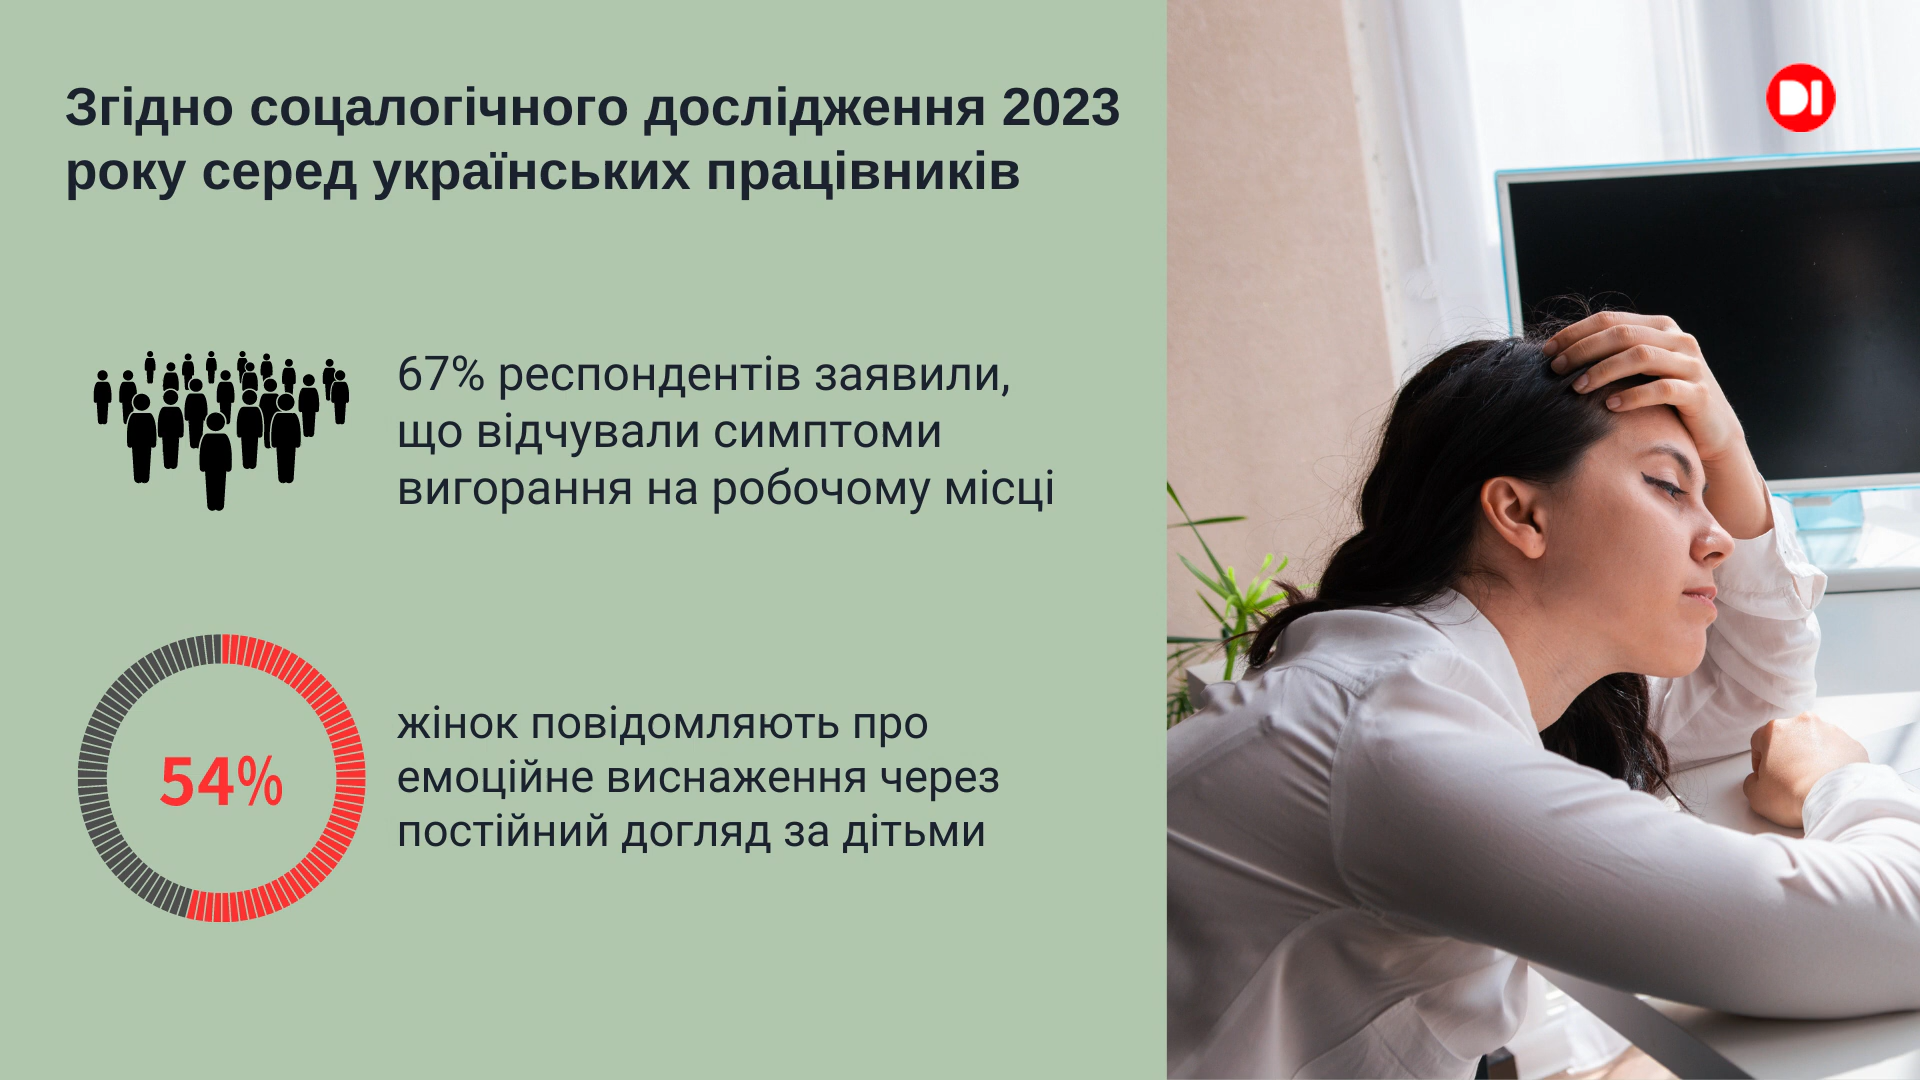 Згідно соцалогічного дослідження 2023
року серед українських працівників
67% респондентів заявили,
що відчували симптоми
вигорання на робочому місці
54%
жінок повідомляють про
емоційне виснаження через
постійний догляд за дітьми
DI